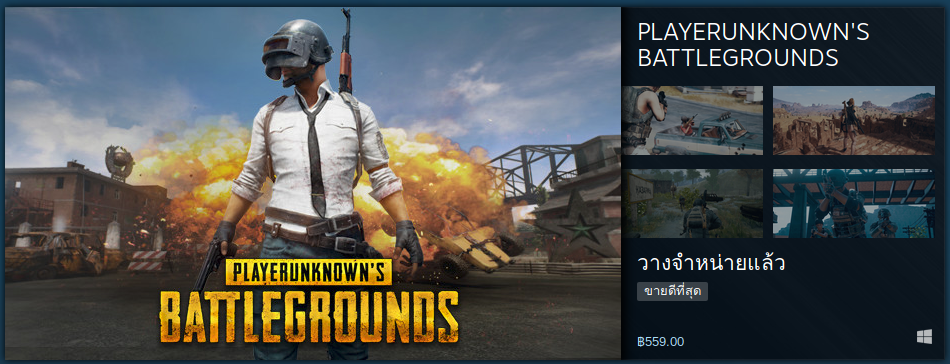 PLAYERUNKNOWN'S
BATTLEGROUNDS
PLAYERUNKNOWN'S
BATTLEGROUNDS
วางจำหน่ายแล้ว
ขายดีที่สุด
฿559.00